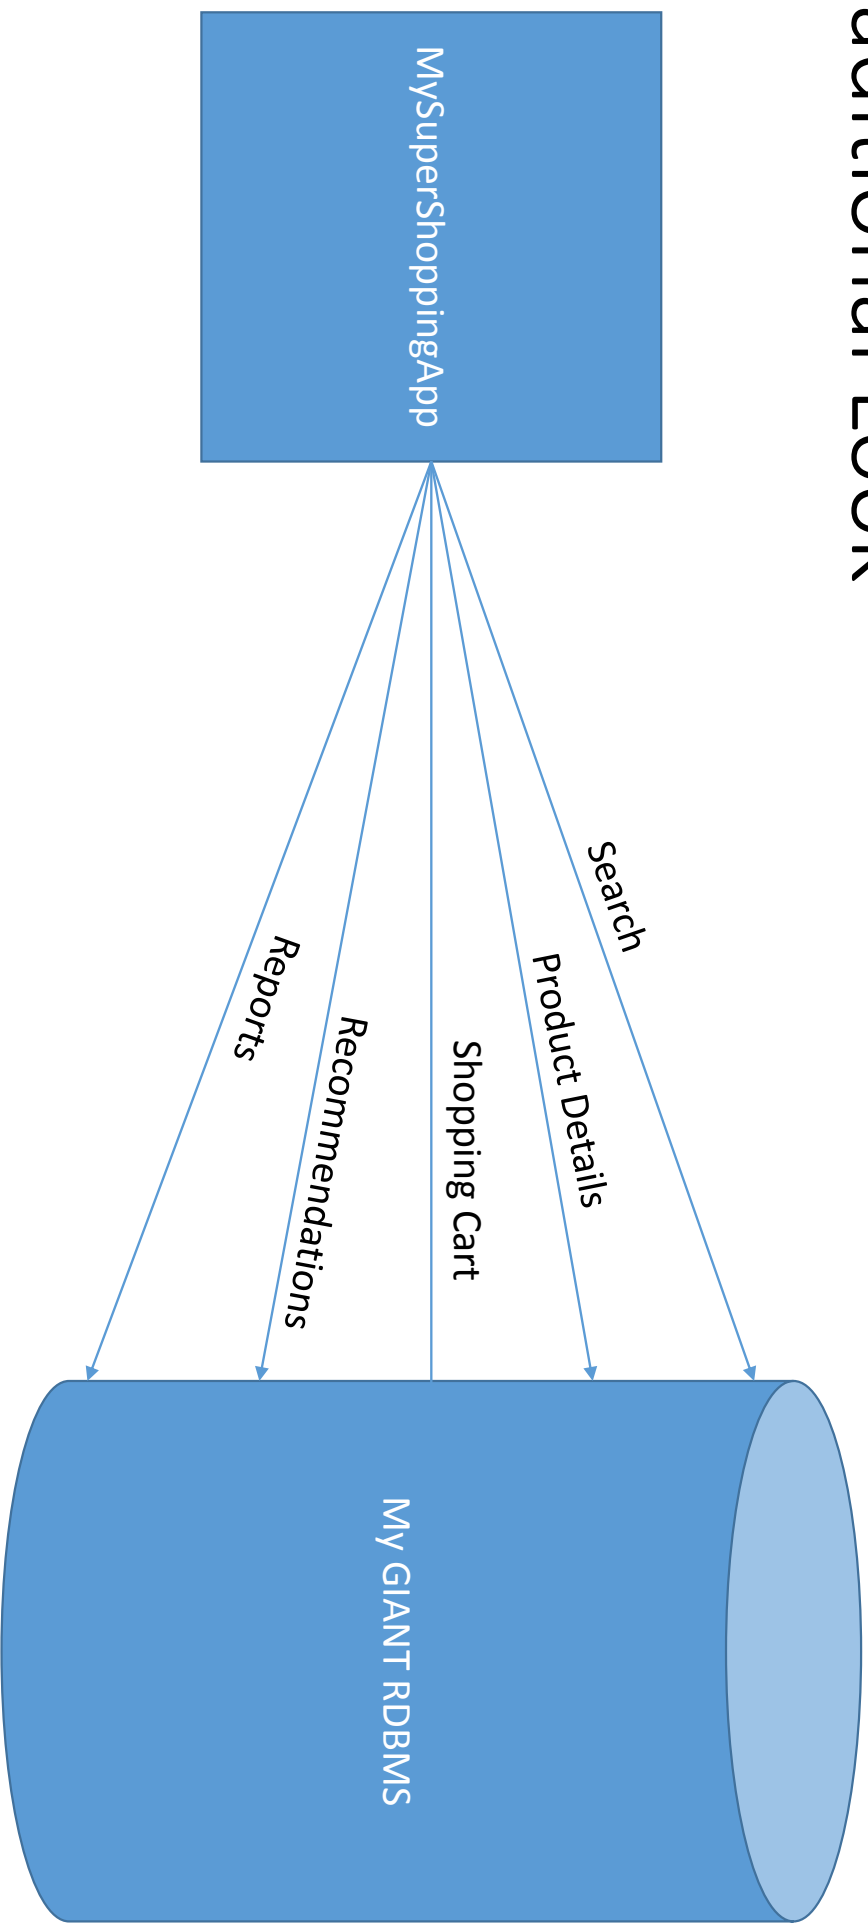 MySuperShoppingApp
Search
Product Details
Shopping Cart
Recommendations
Reports
My GIANT RDBMS